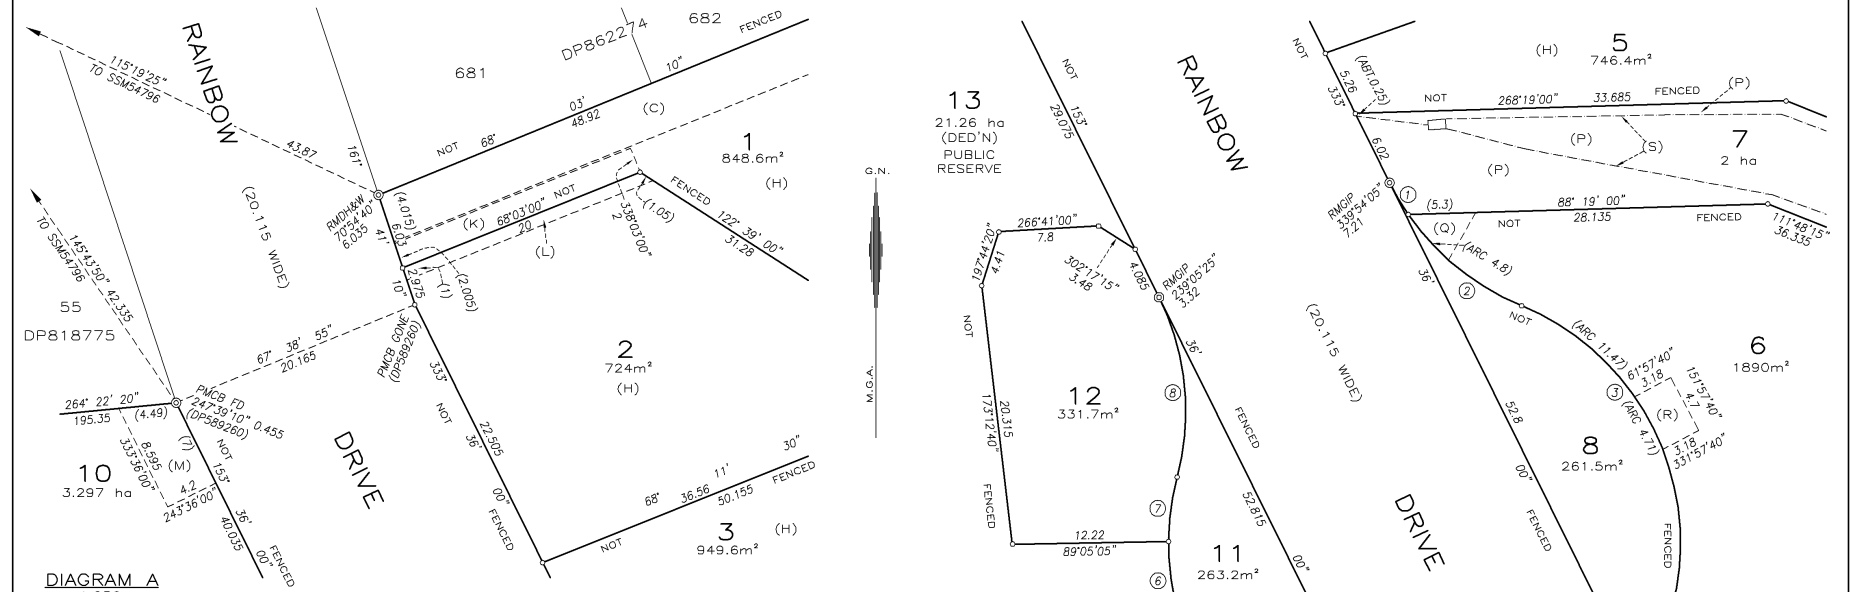 RAINBOW
115°19'25"
TO SSM54796
43.87
(20.115 WIDE)
161°
DP862274
682
681
FENCED
10"
03'
48.92
68°
NOT
(C)
1
848.6m²
(H)
RMDH&W
70°54'40"
6.035
(4.015)
6.03
41'
(K)
68°03'00"
NOT
20
(L)
338°03'00"
2
(1.05)
FENCED
122° 39' 00"
31.28
2.975
10"
(1)
(2.005)
145°43'50"
42.335
TO SSM54796
55
DP818775
67° 38' 55"
20.165
PMCB CONE
(DP589260)
PMCB FD
247°39'10" 0.455
(DP589260)
264° 22' 20"
195.35
(4.49)
(7)
NOT
153°
8.595
333°36'00"
(M)
4.2
243°36'00"
36'
40.035
00"
FENCED
10
3.297 ha
DRIVE
333°
NOT
36'
22.505
00"
FENCED
2
724m²
(H)
68° 36.56 11' 30"
50.155
NOT
FENCED
3
949.6m²
(H)
DIAGRAM A
G.N.
M.G.A.
13
21.26 ha
(DED'N)
PUBLIC
RESERVE
NOT
153°
29.075
RAINBOW
266°41'00"
7.8
197°44'20"
4.41
302°17'15"
3.48
4.085
RMGIP
239°05'25"
3.32
NOT
173°12'40"
20.315
FENCED
12
331.7m²
36'
8
FENCED
7
52.815
12.22
89°05'05"
11
263.2m²
6
00"
(20.115 WIDE)
NOT
5.26
333°
(ABT.0.25)
(H)
5
746.4m²
NOT
268°19'00"
33.685
FENCED
(P)
(P)
(S)
7
2 ha
(P)
6.02
RMGIP
339°54'05"
7.21
1
(5.3)
88° 19' 00"
28.135
NOT
FENCED
111°48'15"
36.335
(Q)
(ARC 4.8)
36'
2
NOT
(ARC 11.47)
6
1890m²
61°57'40"
3.18
151°57'40"
4.7
(R)
3
(ARC 4.71)
3.18
331°57'40"
52.8
8
261.5m²
00"
DRIVE
FENCED
FENCED